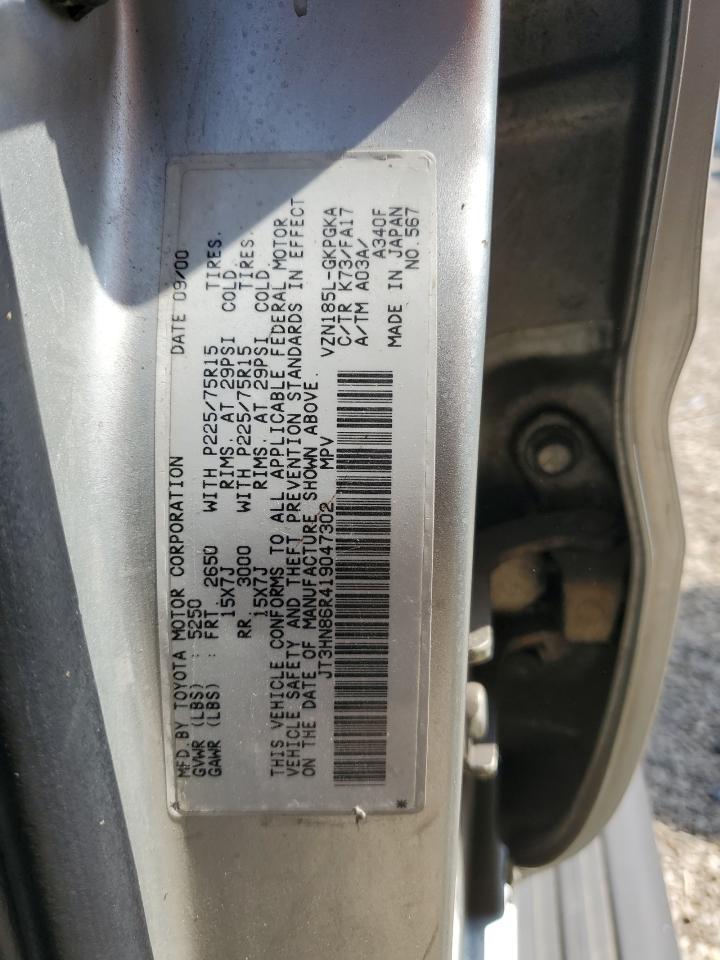 MFD.BY TOYOTA MOTOR CORPORATION DATE 09/00
GVWR (LBS) : 5250
GAWR (LBS) : FRT 2650 WITH P225/75R15 TIRES.
15X7J RIMS. AT 29PSI COLD.
RR. 3000 WITH P225/75R15 TIRES.
15X7J RIMS. AT 29PSI COLD.
THIS VEHICLE CONFORMS TO ALL APPLICABLE FEDERAL MOTOR
VEHICLE SAFETY AND THEFT PREVENTION STANDARDS IN EFFECT
ON THE DATE OF MANUFACTURE SHOWN ABOVE.
JT3HN86R419047302 MPV VZN185L-GKPGKA
C/TR K73/FA17
A/TM A03A/
A340F
MADE IN JAPAN
NO.567